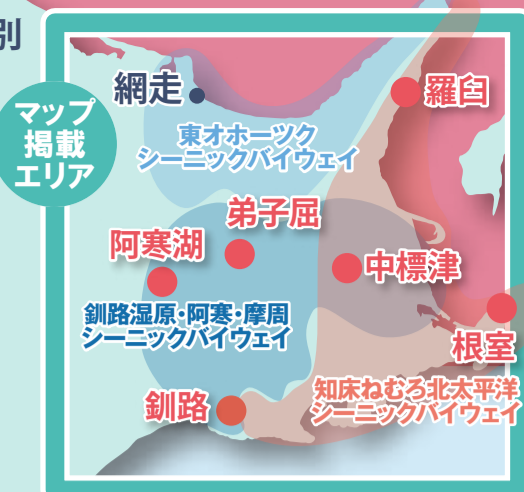 別
マップ
掲載
エリア
網走
羅臼
東オホーツク
シーニックバイウェイ
弟子屈
阿寒湖
中標津
釧路湿原・阿寒・摩周
シーニックバイウェイ
根室
知床ねむろ北太平洋
シーニックバイウェイ
釧路